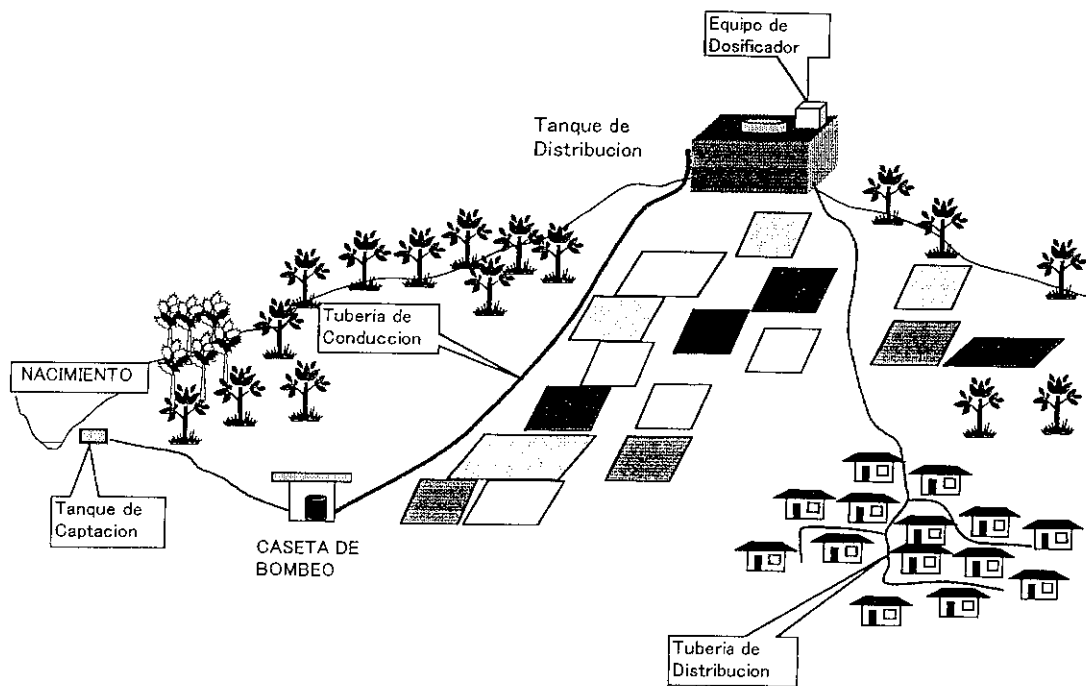 Equipo de
Dosificador
Tanque de
Distribucion
Tuberia de
Conduccion
NACIMIENTO
Tanque de
Captacion
CASETA DE
BOMBEO
Tuberia de
Distribucion